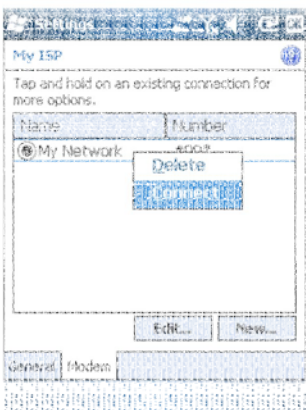 Settings
My ISP
Tap and hold on an existing connection for
more options.
Name Number
My Network
Delete
Connect
Edit... New...
General Modem